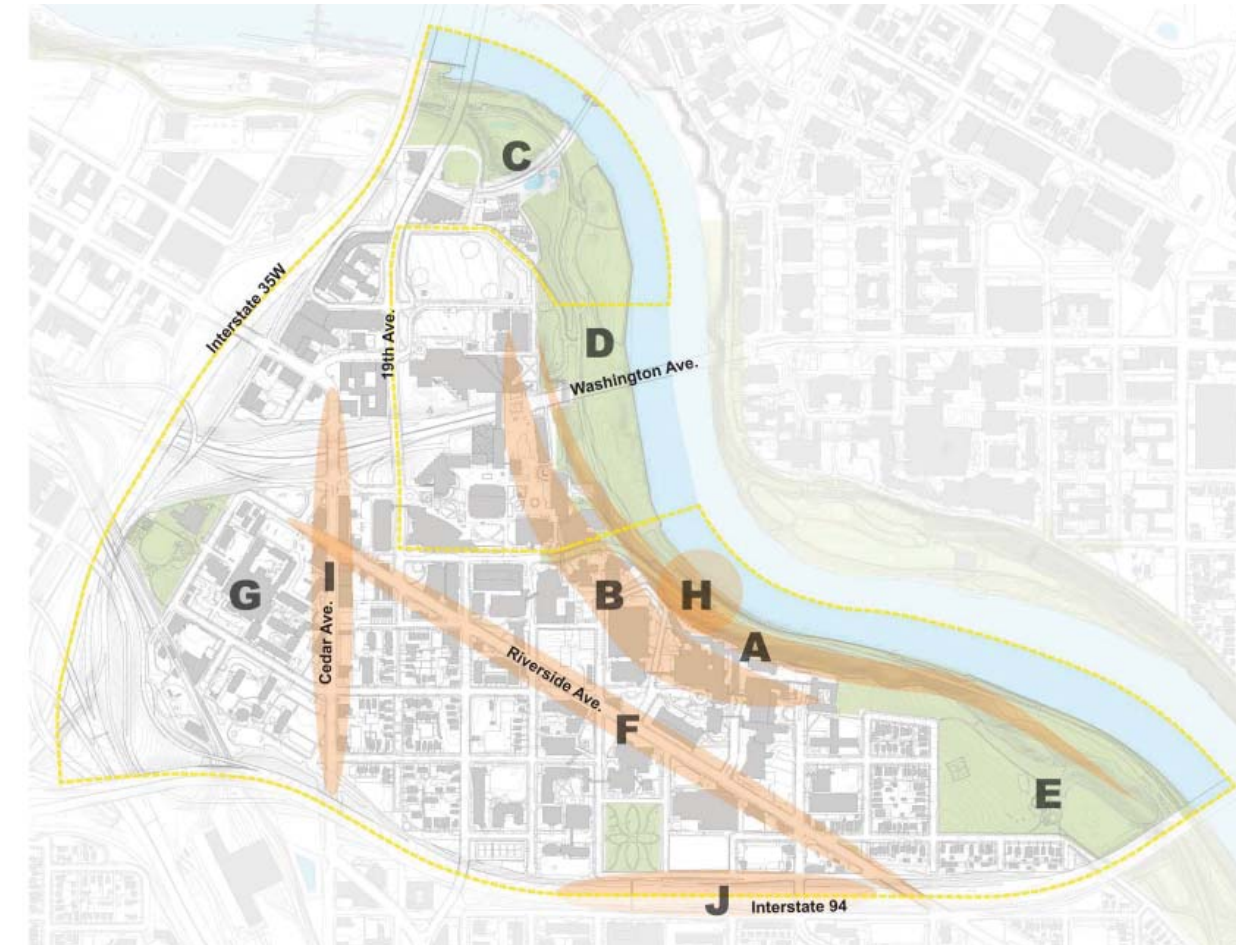 C
Interstate 35W
19th Ave.
D
Washington Ave.
G
I
B
H
Cedar Ave.
A
Riverside Ave.
F
E
J
Interstate 94